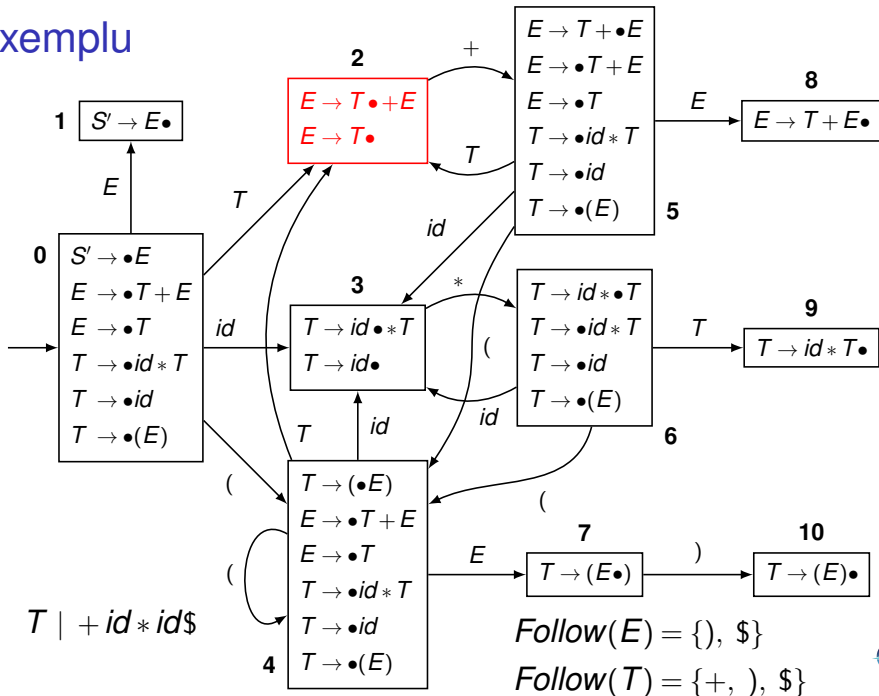 xemplu
1
S′ → E•
E
0
S′ → •E
E → •T + E
E → •T
T → •id ∗ T
T → •id
T → •(E)
T
id
(
2
E → T • +E
E → T•
+
T
5
E → T + •E
E → •T + E
E → •T
T → •id ∗ T
T → •id
T → •(E)
E
8
E → T + E•
id
(
3
T → id • ∗T
T → id•
∗
id
6
T → id ∗ •T
T → •id ∗ T
T → •id
T → •(E)
T
9
T → id ∗ T•
(
T
id
(
4
T → (•E)
E → •T + E
E → •T
T → •id ∗ T
T → •id
T → •(E)
E
7
T → (E•)
)
10
T → (E)•
T | + id ∗ id$
Follow(E) = {), $}
Follow(T) = {+, ), $}